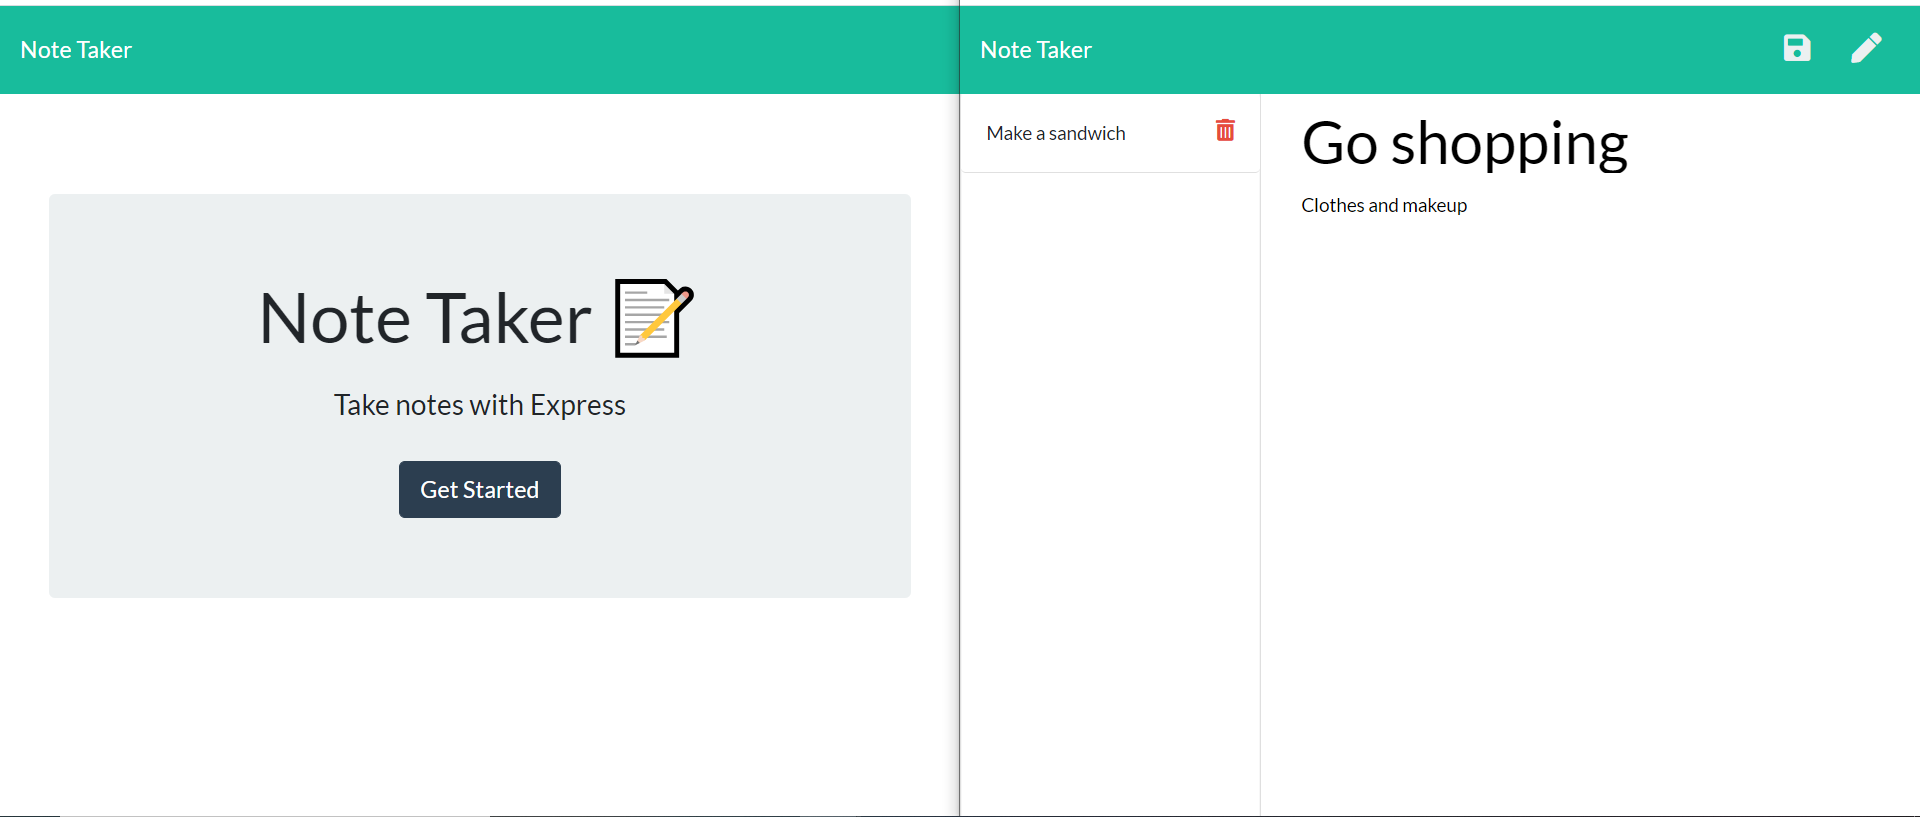 Note Taker
Note Taker
Take notes with Express
Get Started
Note Taker
Make a sandwich
Go shopping
Clothes and makeup